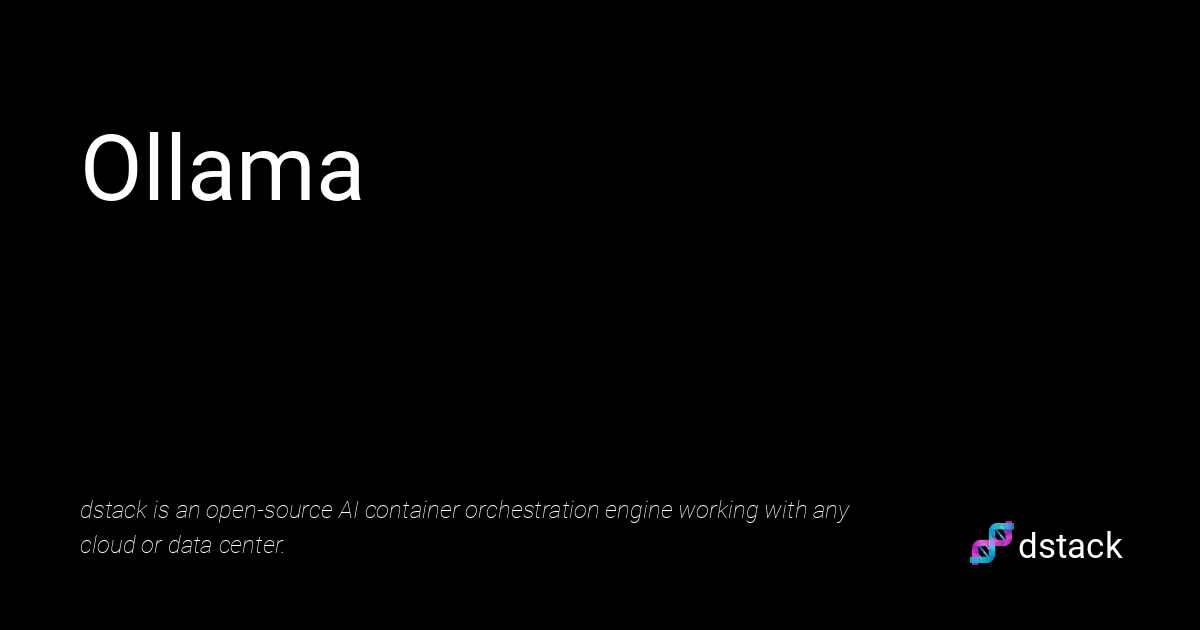 Ollama
dstack is an open-source AI container orchestration engine working with any
cloud or data center.
dstack